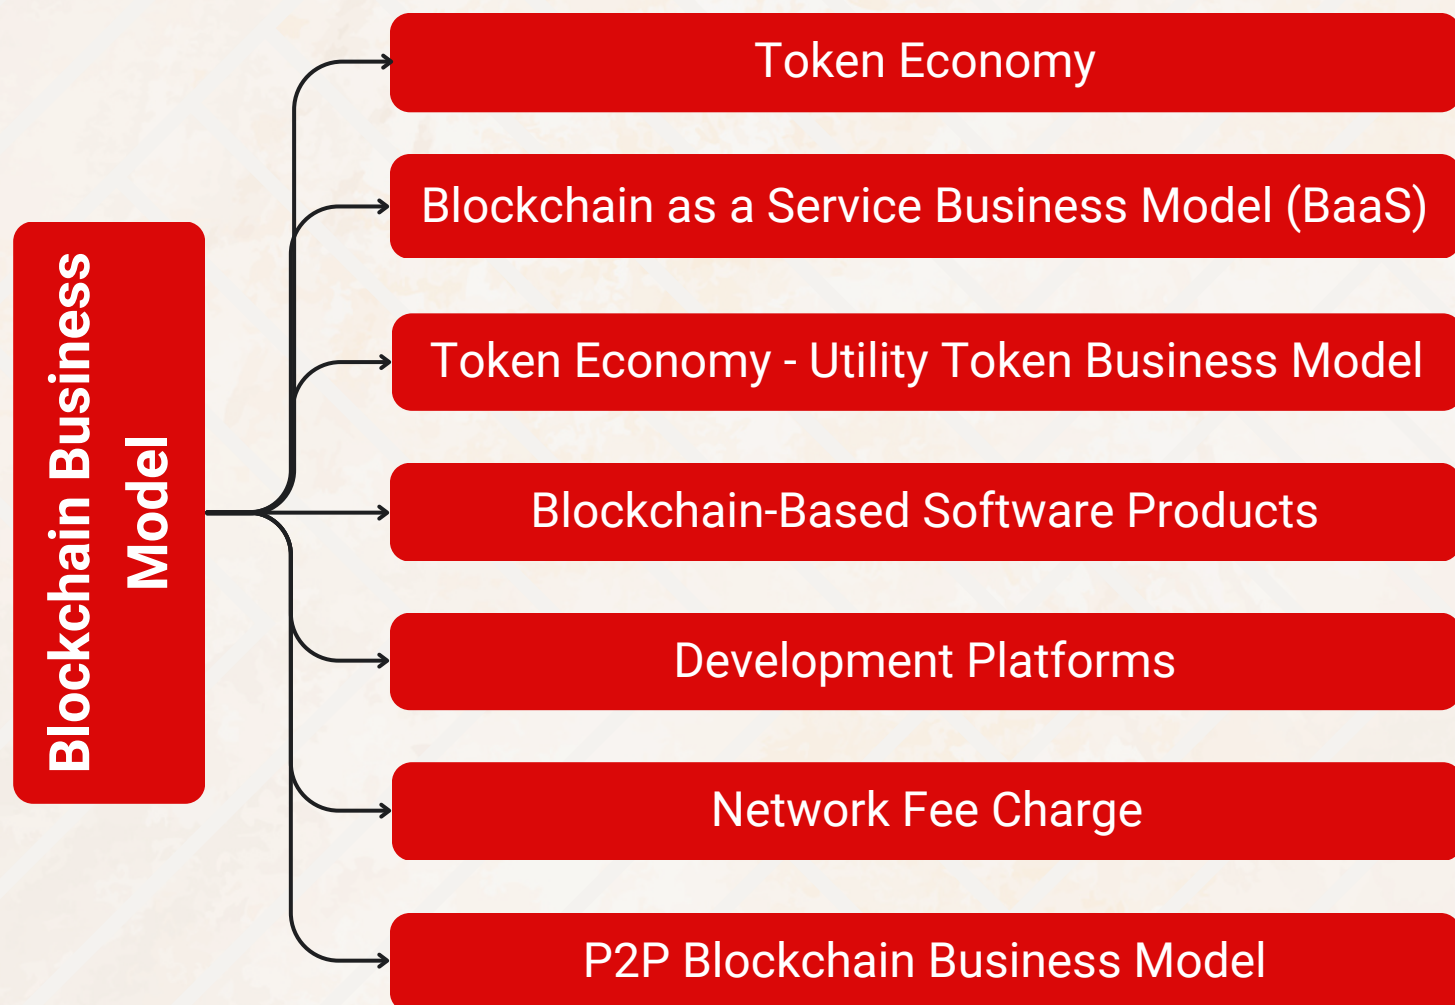 Blockchain Business
Model
Token Economy
Blockchain as a Service Business Model (BaaS)
Token Economy - Utility Token Business Model
Blockchain-Based Software Products
Development Platforms
Network Fee Charge
P2P Blockchain Business Model